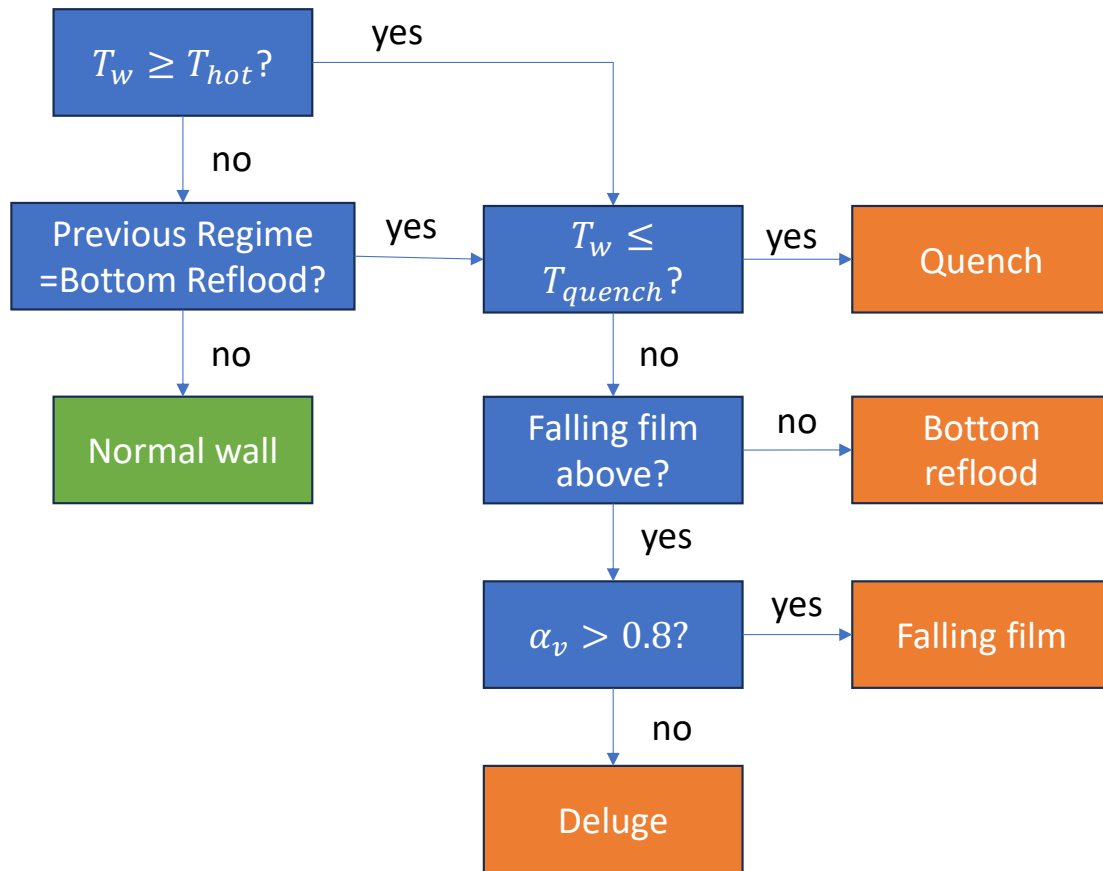 yes
T_w ≥ T_hot?
no
Previous Regime
=Bottom Reflood?
yes
T_w ≤
T_quench?
yes
Quench
no
no
Normal wall
Falling film
above?
no
Bottom
reflood
yes
α_v > 0.8?
yes
Falling film
no
Deluge